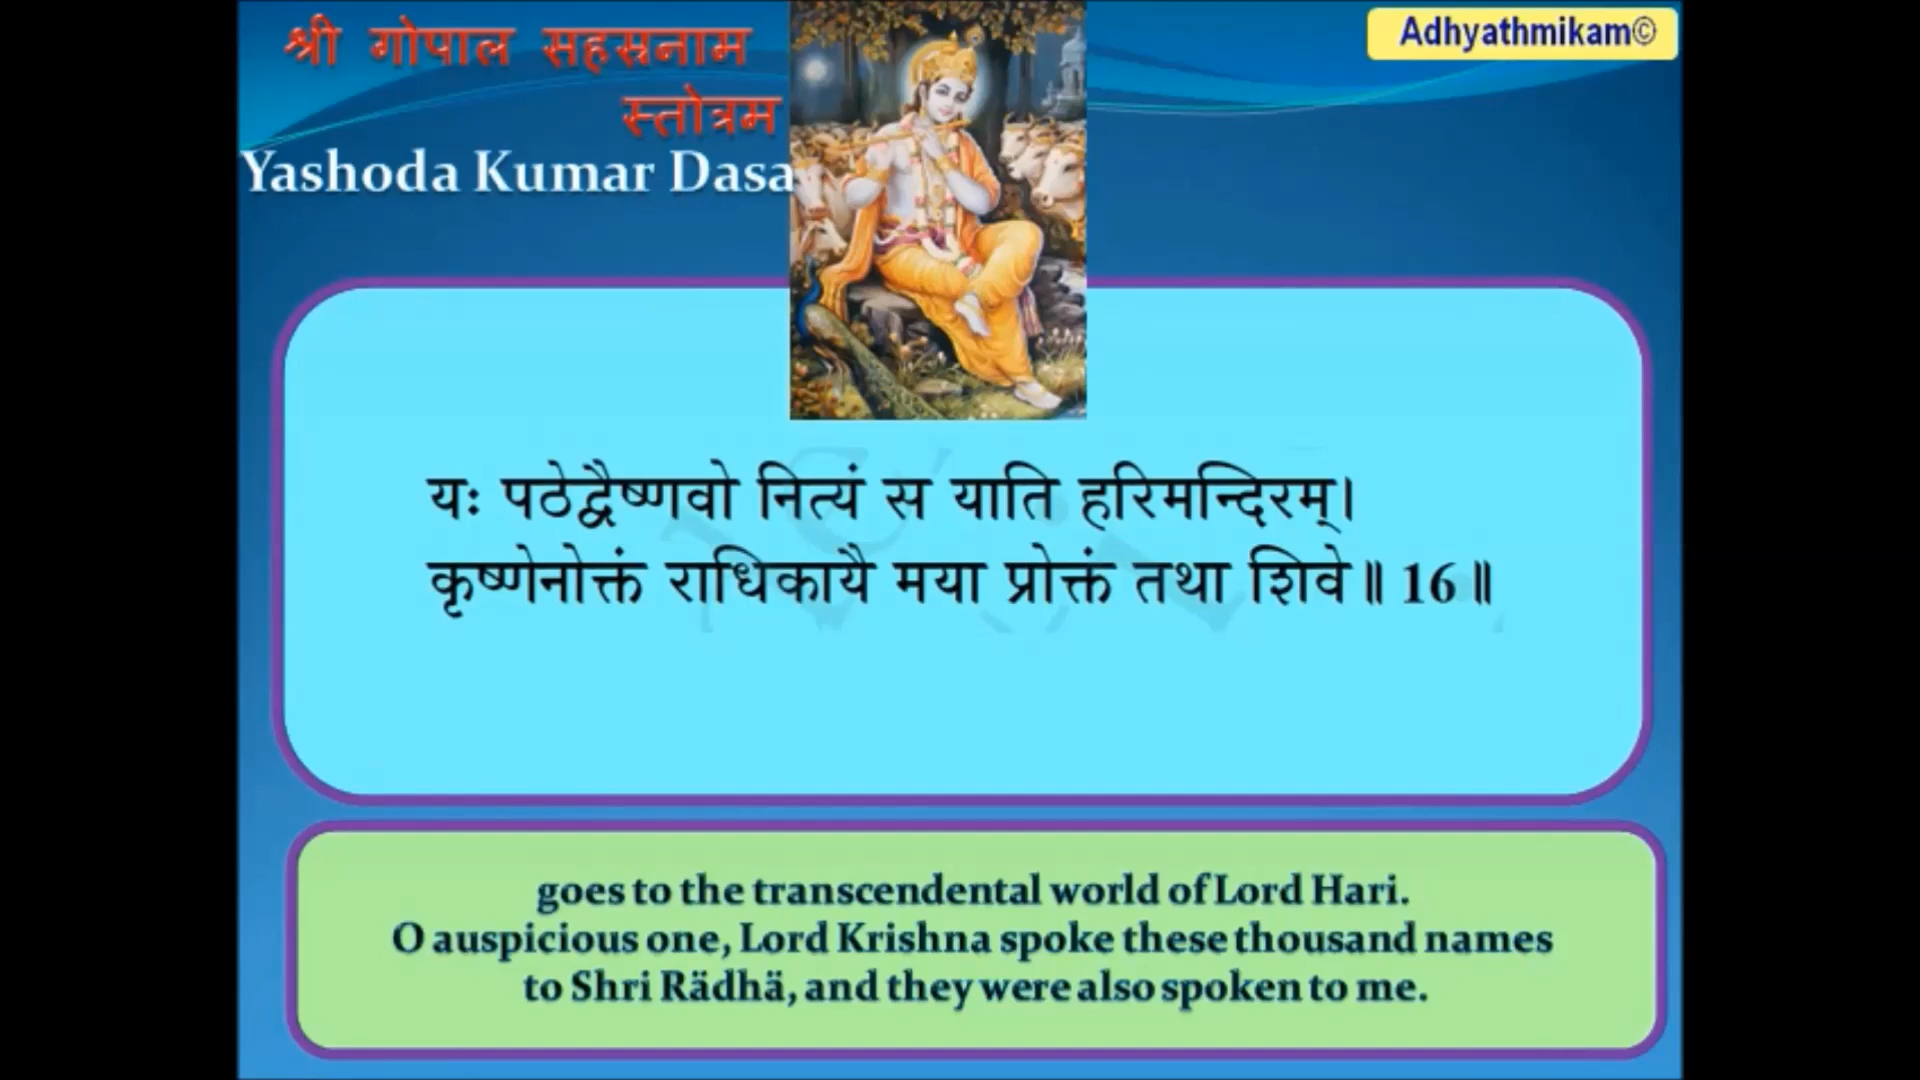 श्री गोपाल सहस्रनाम
स्तोत्रम
Yashoda Kumar Dasa
Adhyathmikam©
यः पठेद्वैष्णवो नित्यं स याति हरिमन्दिरम्।
कृष्णेनोक्तं राधिकायै मया प्रोक्तं तथा शिवे॥ 16॥
goes to the transcendental world of Lord Hari.
O auspicious one, Lord Krishna spoke these thousand names
to Shri Rädhä, and they were also spoken to me.